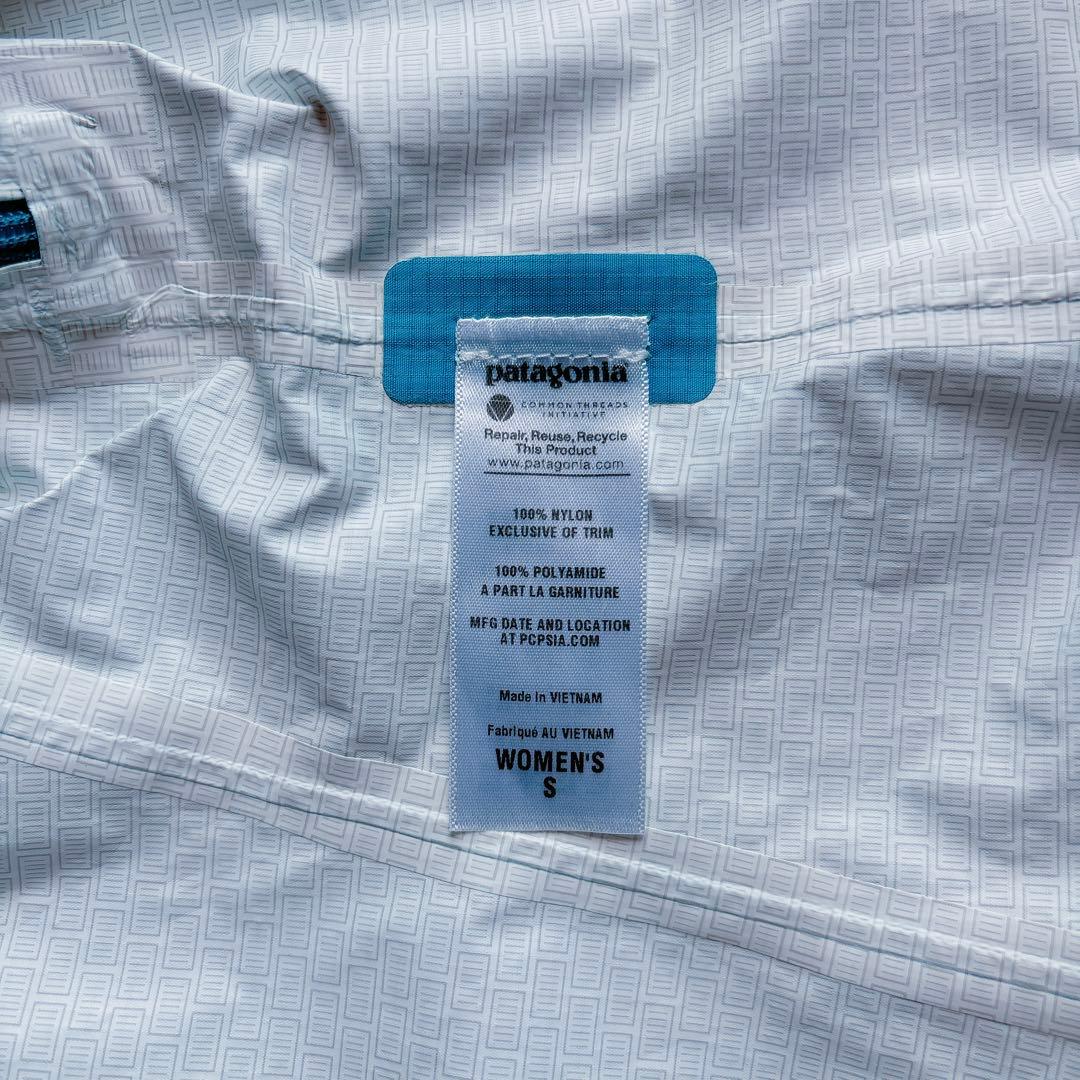 patagonia
COMMON THREADS
INITIATIVE
Repair, Reuse, Recycle
This Product
www.patagonia.com
100% NYLON
EXCLUSIVE OF TRIM
100% POLYAMIDE
A PART LA GARNITURE
MFG DATE AND LOCATION
AT PCPSIA.COM
Made in VIETNAM
Fabriqué AU VIETNAM
WOMEN'S
S